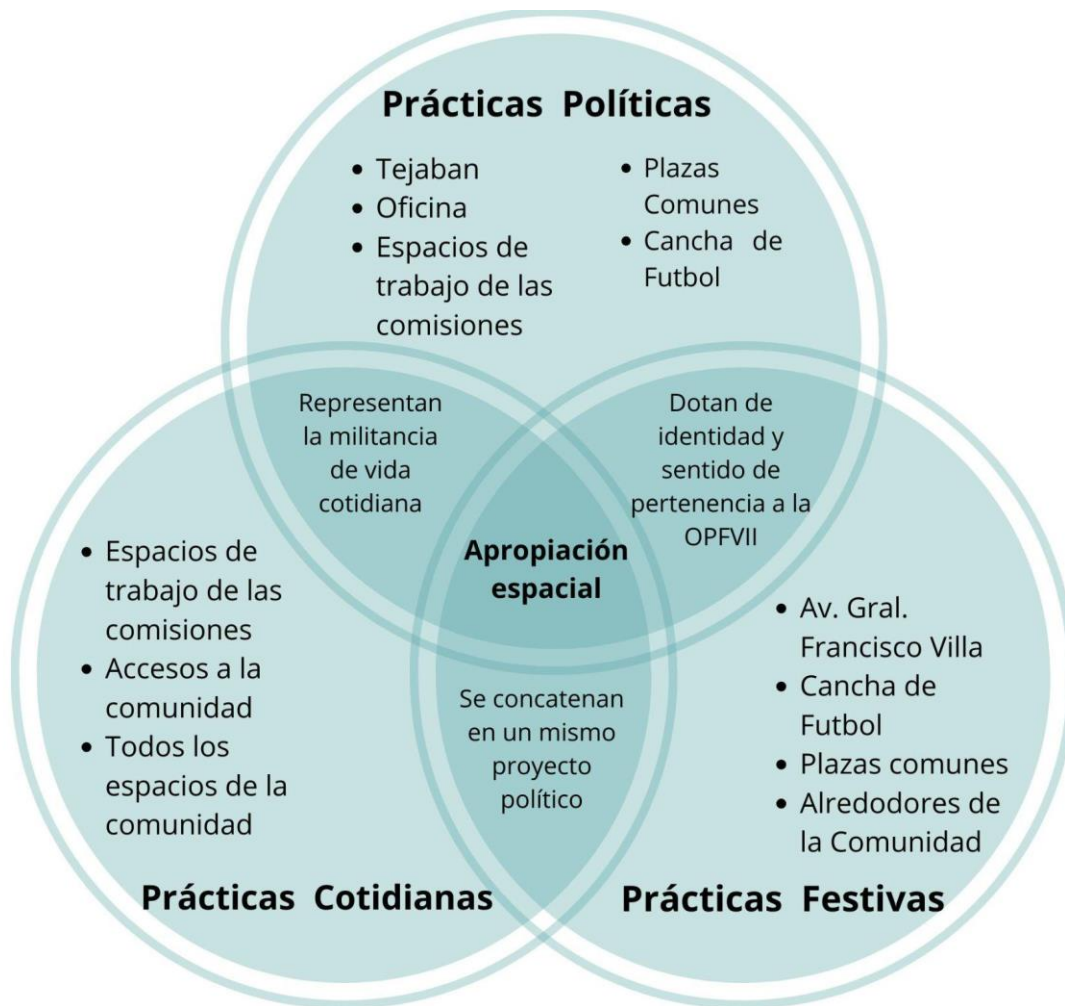 Prácticas Políticas
• Tejaban
• Oficina
• Espacios de
trabajo de las
comisiones
• Plazas
Comunes
• Cancha de
Futbol
Representan
la militancia
de vida
cotidiana
Dotan de
identidad y
sentido de
pertenencia a la
OPFVII
Apropiación
espacial
• Espacios de
trabajo de las
comisiones
• Accesos a la
comunidad
• Todos los
espacios de la
comunidad
Se concatenan
en un mismo
proyecto
político
• Av. Gral.
Francisco Villa
• Cancha de
Futbol
• Plazas comunes
• Alredodores de
la Comunidad
Prácticas Cotidianas
Prácticas Festivas